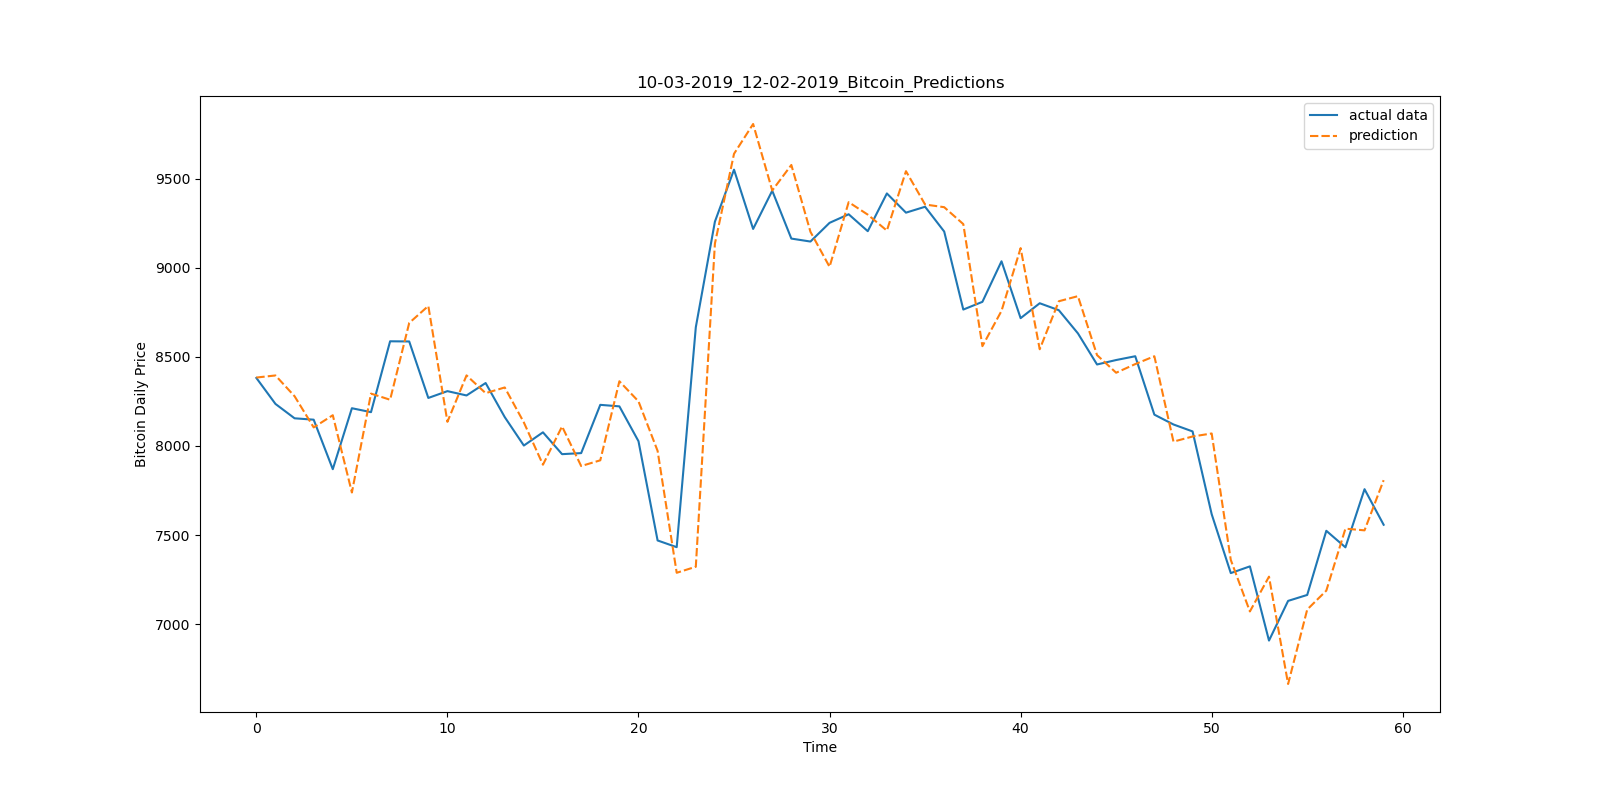 10-03-2019_12-02-2019_Bitcoin_Predictions
actual data
prediction
Bitcoin Daily Price
9500
9000
8500
8000
7500
7000
0 10 20 30 40 50 60
Time